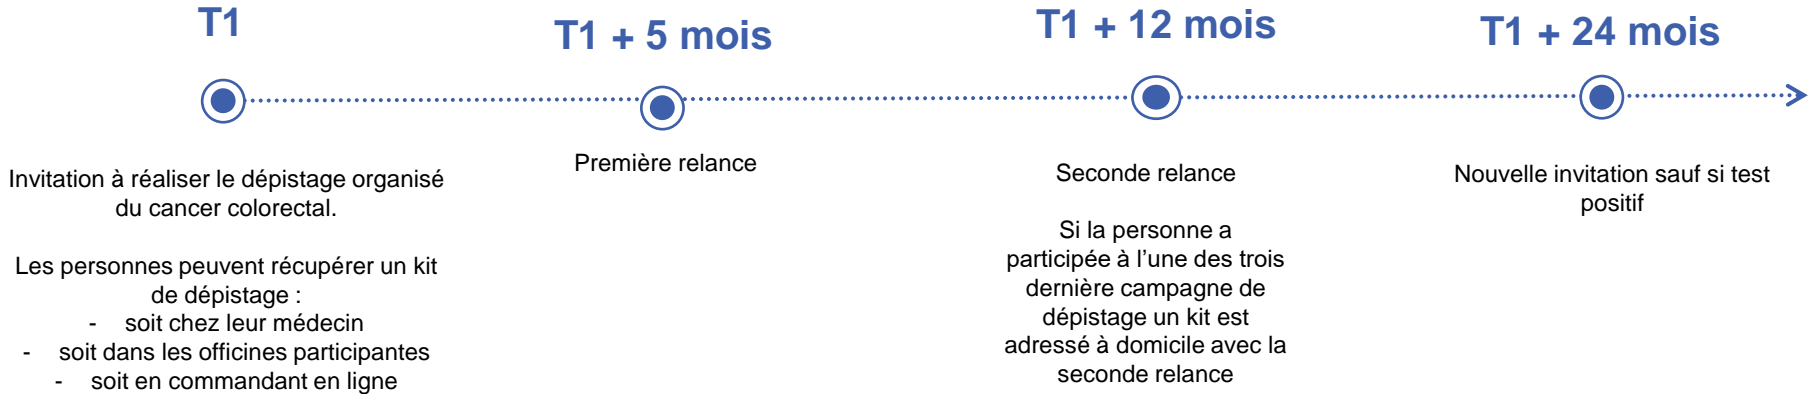 T1
Invitation à réaliser le dépistage organisé
du cancer colorectal.
Les personnes peuvent récupérer un kit
de dépistage :
- soit chez leur médecin
- soit dans les officines participantes
- soit en commandant en ligne
T1 + 5 mois
Première relance
T1 + 12 mois
Seconde relance
Si la personne a
participée à l’une des trois
dernière campagne de
dépistage un kit est
adressé à domicile avec la
seconde relance
T1 + 24 mois
Nouvelle invitation sauf si test
positif